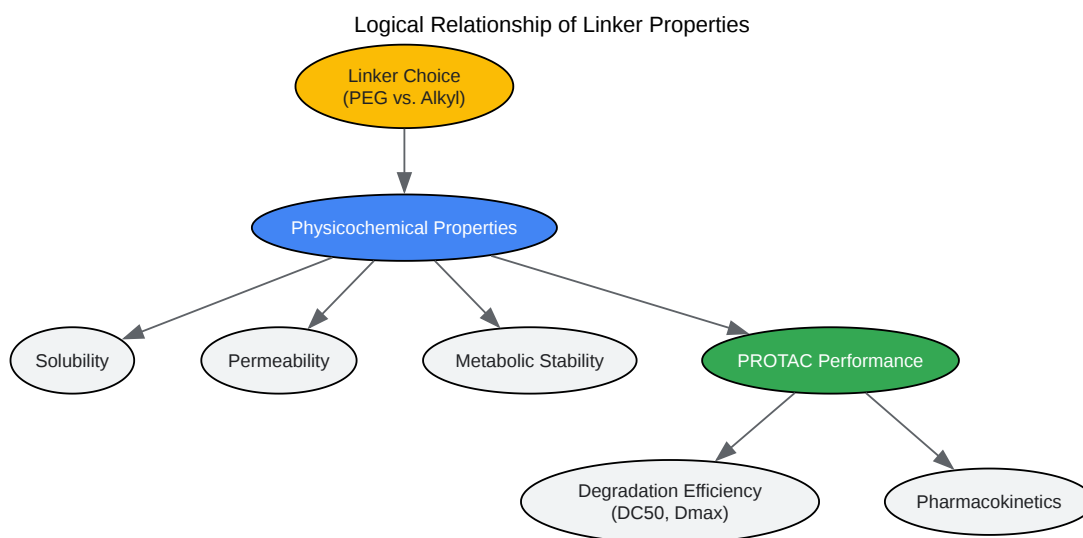 Logical Relationship of Linker Properties
Linker Choice
(PEG vs. Alkyl)
Physicochemical Properties
Solubility
Permeability
Metabolic Stability
PROTAC Performance
Degradation Efficiency
(DC50, Dmax)
Pharmacokinetics